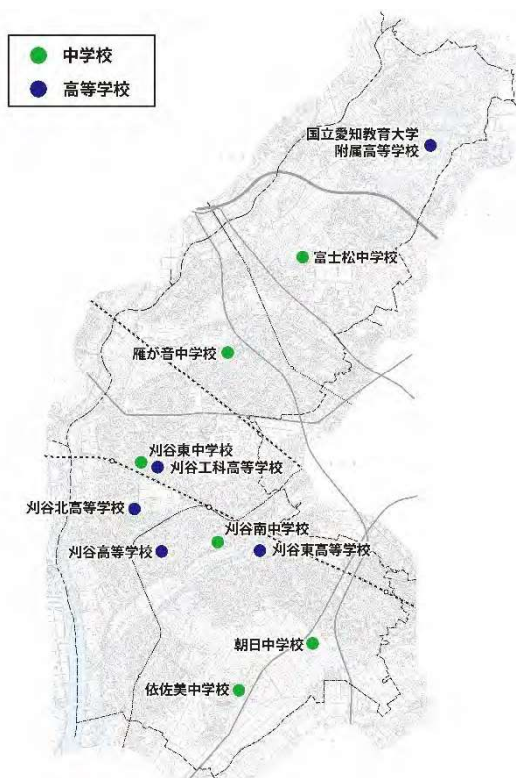 中学校
高等学校
国立愛知教育大学
附属高等学校
富士松中学校
雁が音中学校
刈谷東中学校
刈谷工科高等学校
刈谷北高等学校
刈谷南中学校
刈谷高等学校
刈谷東高等学校
朝日中学校
依佐美中学校